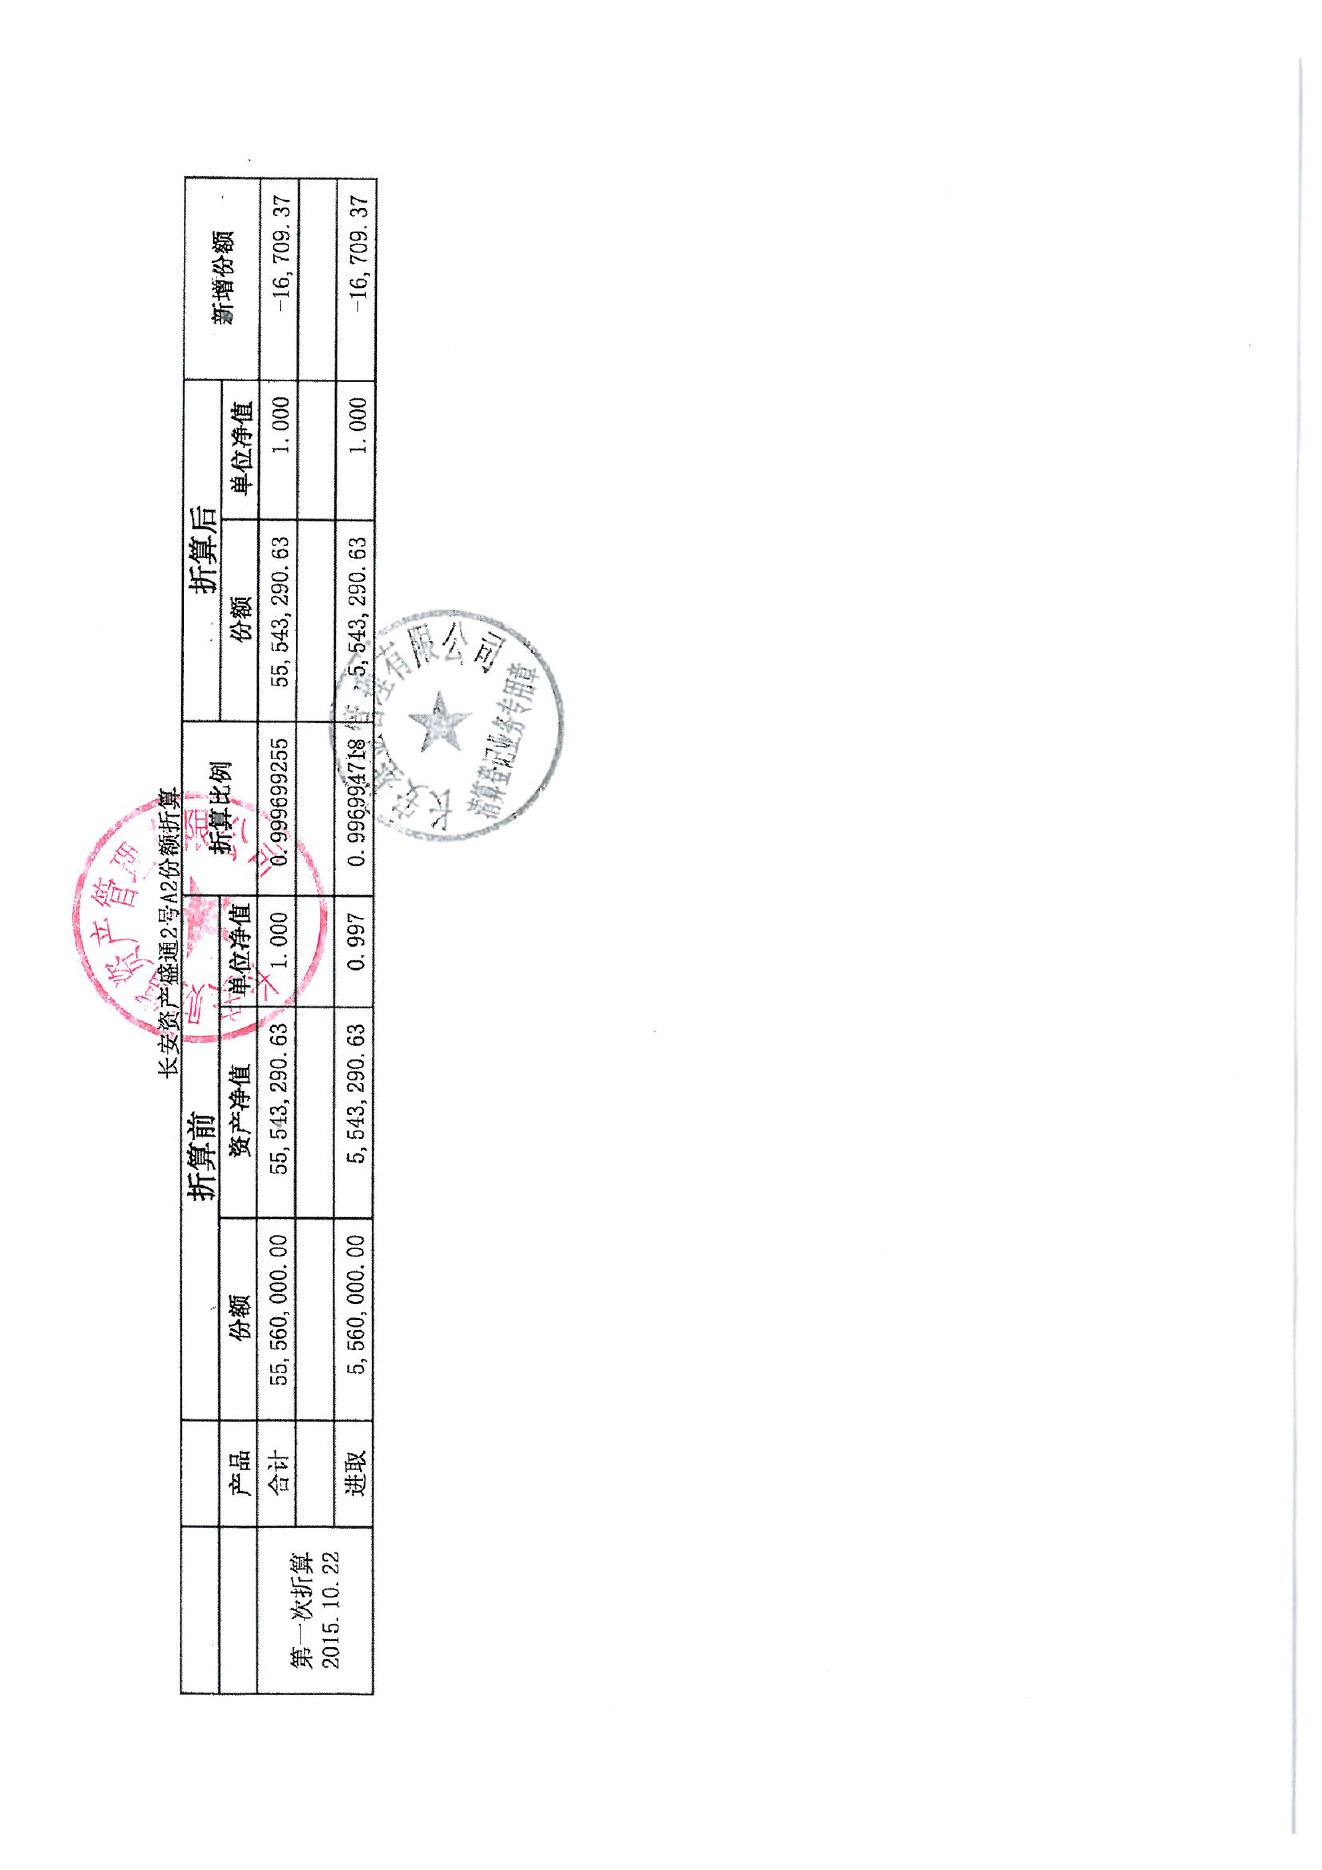 长安资产盛通2号A2份额折算
折算前 折算比例 折算后 新增份额
产品 份额 资产净值 单位净值 份额 单位净值
第一次折算
2015.10.22
合计 55,560,000.00 55,543,290.63 1.000 0.999699255 55,543,290.63 1.000 -16,709.37
进取 5,560,000.00 5,543,290.63 0.997 0.996994718 5,543,290.63 1.000 -16,709.37
资产管理
长安基金管理有限公司
清算登记业务专用章